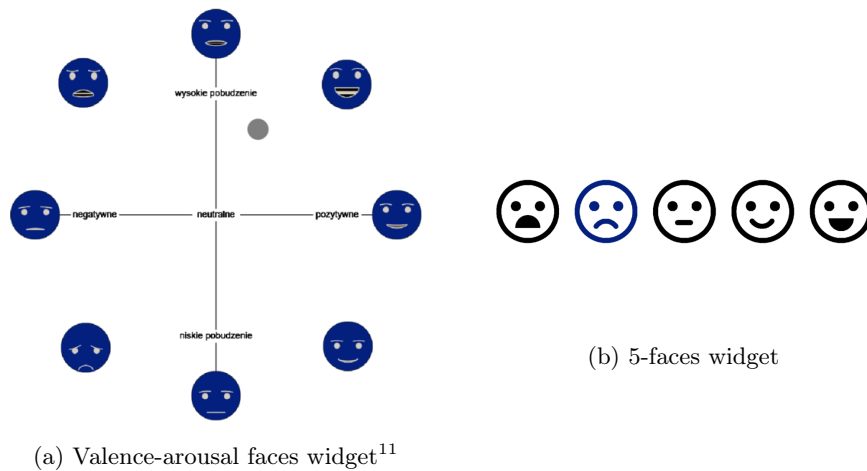 wysokie pobudzenie
negatywne
neutralne
pozytywne
niskie pobudzenie
(a) Valence-arousal faces widget11
(b) 5-faces widget